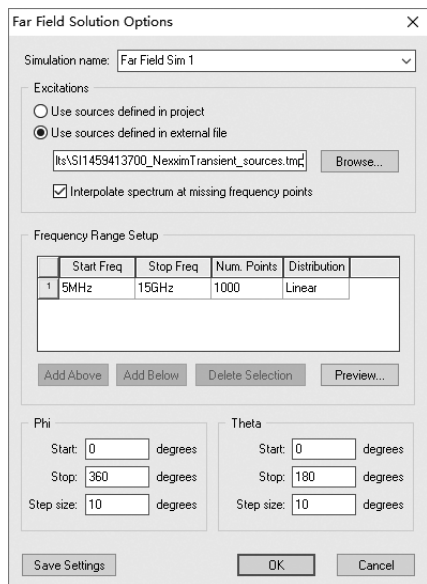 Far Field Solution Options
Simulation name: Far Field Sim 1
Excitations
Use sources defined in project
Use sources defined in external file
lts\SI1459413700_NexximTransient_sources.tmp Browse...
Interpolate spectrum at missing frequency points
Frequency Range Setup
Start Freq Stop Freq Num. Points Distribution
1 5MHz 15GHz 1000 Linear
Add Above Add Below Delete Selection Preview...
Phi Theta
Start: 0 degrees Start: 0 degrees
Stop: 360 degrees Stop: 180 degrees
Step size: 10 degrees Step size: 10 degrees
Save Settings OK Cancel